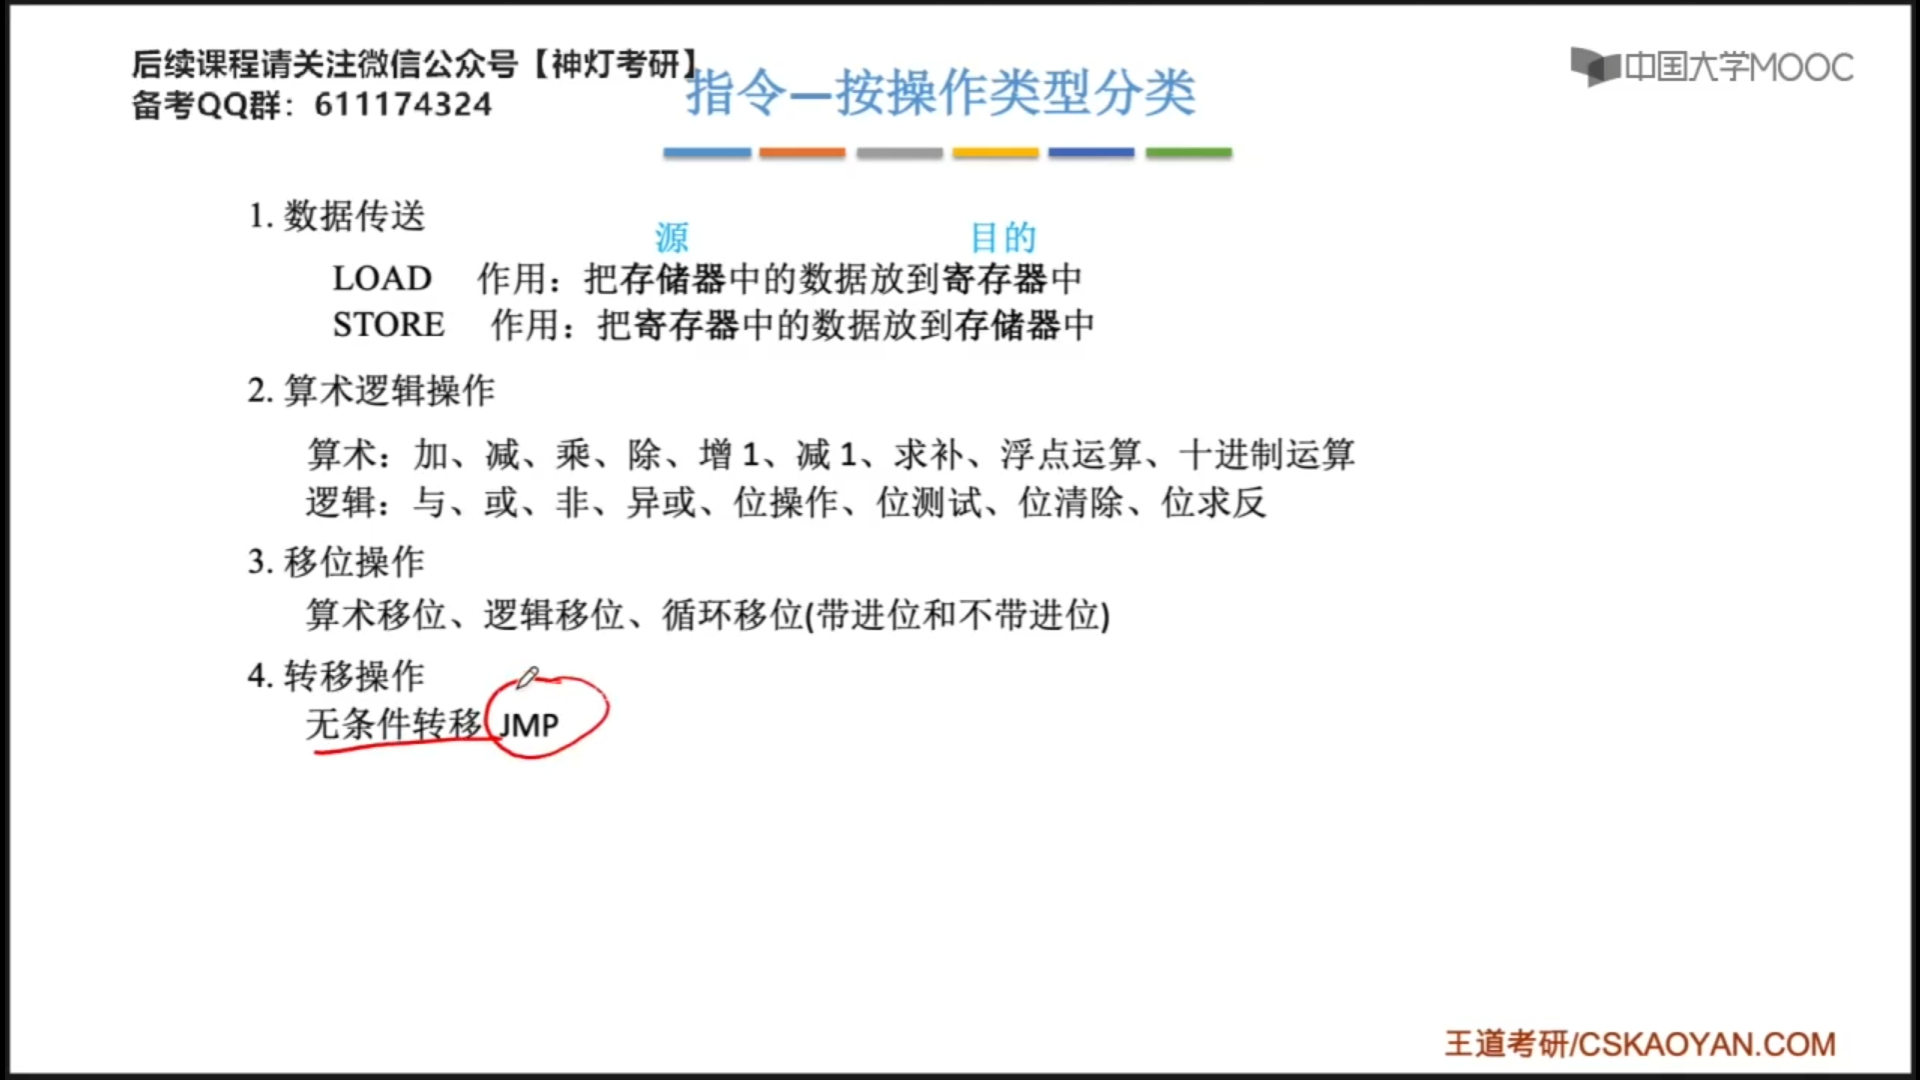 后续课程请关注微信公众号【神灯考研】
备考QQ群：611174324
指令—按操作类型分类
中国大学MOOC
1. 数据传送
源 目的
LOAD 作用：把存储器中的数据放到寄存器中
STORE 作用：把寄存器中的数据放到存储器中
2. 算术逻辑操作
算术：加、减、乘、除、增 1、减 1、求补、浮点运算、十进制运算
逻辑：与、或、非、异或、位操作、位测试、位清除、位求反
3. 移位操作
算术移位、逻辑移位、循环移位(带进位和不带进位)
4. 转移操作
无条件转移 JMP
王道考研/CSKAOYAN.COM